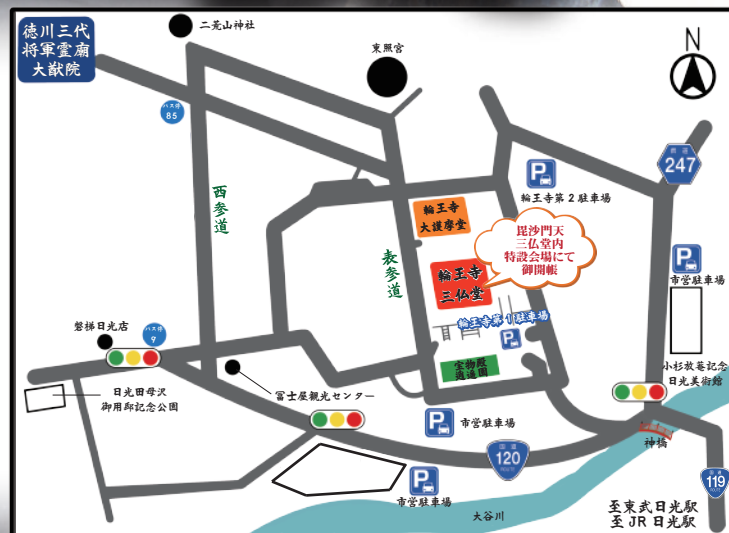 徳川三代
将軍霊廟
大猷院
二荒山神社
東照宮
N
バス停
85
県道
247
P
輪王寺第2駐車場
輪王寺
大護摩堂
毘沙門天
三仏堂内
特設会場にて
御開帳
西参道
表参道
輪王寺
三仏堂
P
市営駐車場
輪王寺第1駐車場
P
磐梯日光店
バス停
9
宝物殿
逍遥園
小杉放菴記念
日光美術館
日光田母沢
御用邸記念公園
冨士屋観光センター
P
市営駐車場
国道
120
ROUTE
神橋
P
市営駐車場
国道
119
ROUTE
大谷川
至東武日光駅
至JR日光駅